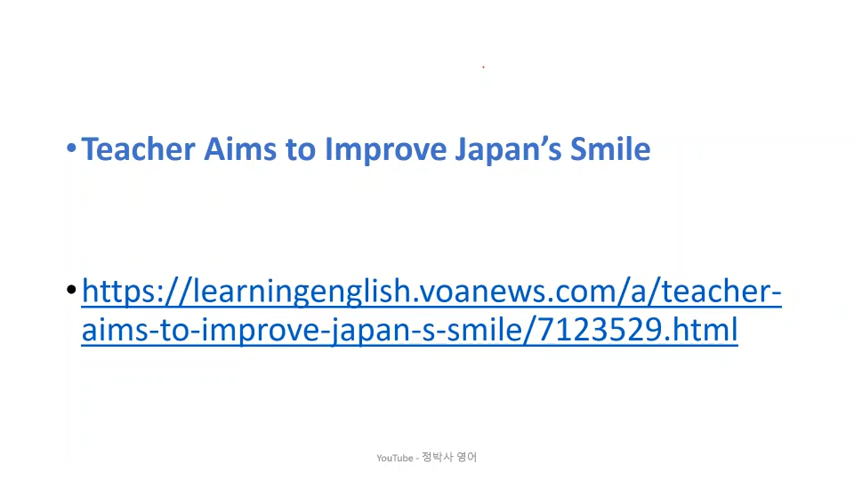 •Teacher Aims to Improve Japan’s Smile
•https://learningenglish.voanews.com/a/teacher-
aims-to-improve-japan-s-smile/7123529.html
YouTube - 정박사 영어